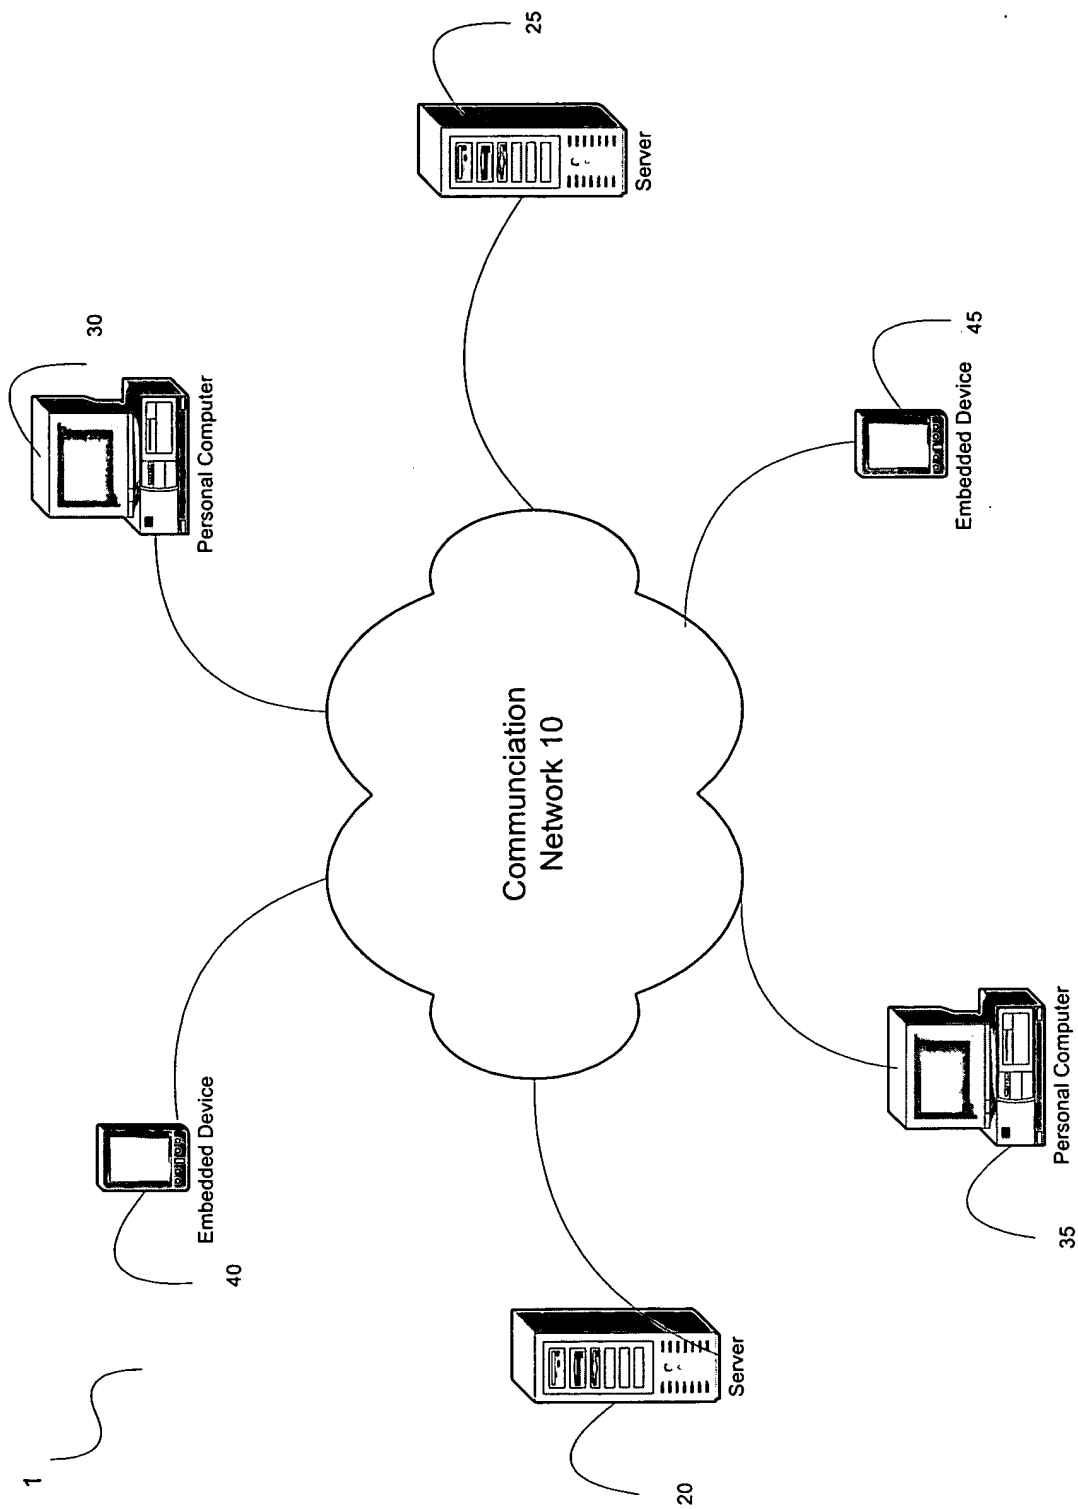 1
40
Embedded Device
30
Personal Computer
20
Server
Communciation
Network 10
25
Server
35
Personal Computer
45
Embedded Device